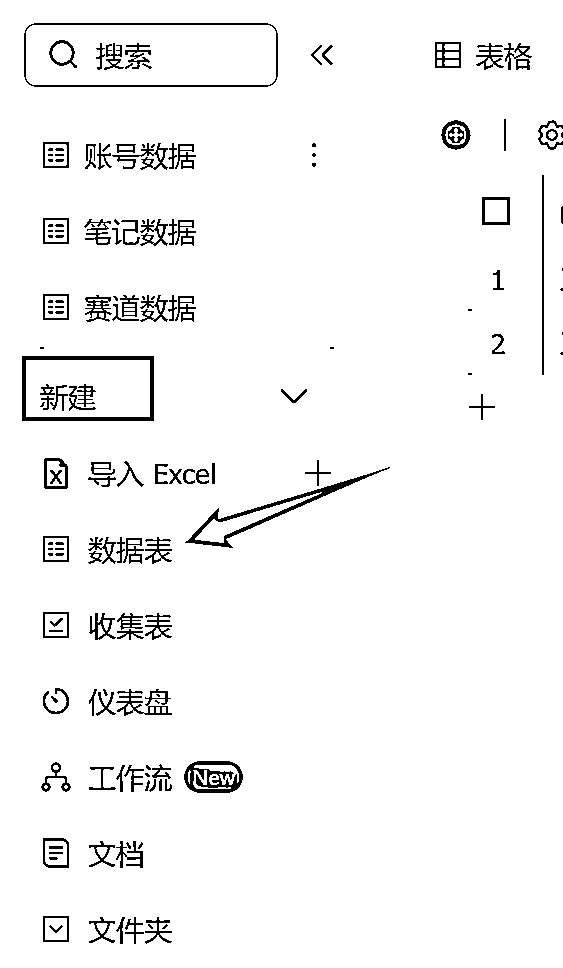 搜索
表格
账号数据
笔记数据
赛道数据
1
2
新建
导入 Excel
数据表
收集表
仪表盘
工作流 New
文档
文件夹